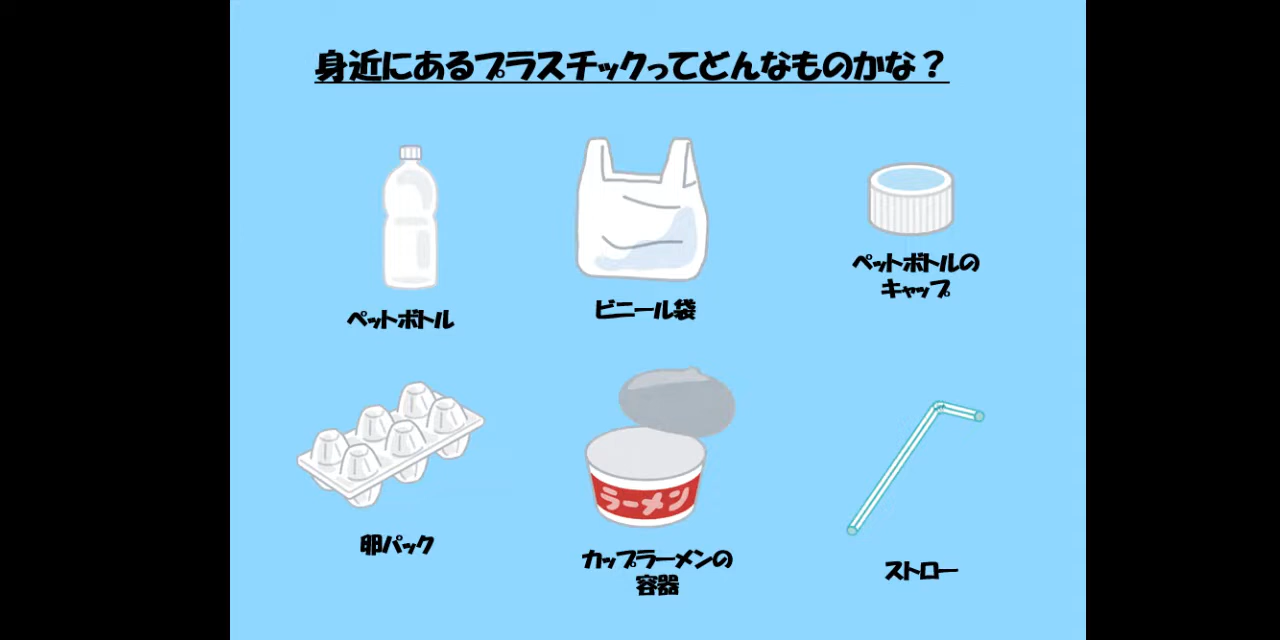 身近にあるプラスチックってどんなものかな？
ペットボトル
ビニール袋
ペットボトルの
キャップ
卵パック
ラーメン
カップラーメンの
容器
ストロー